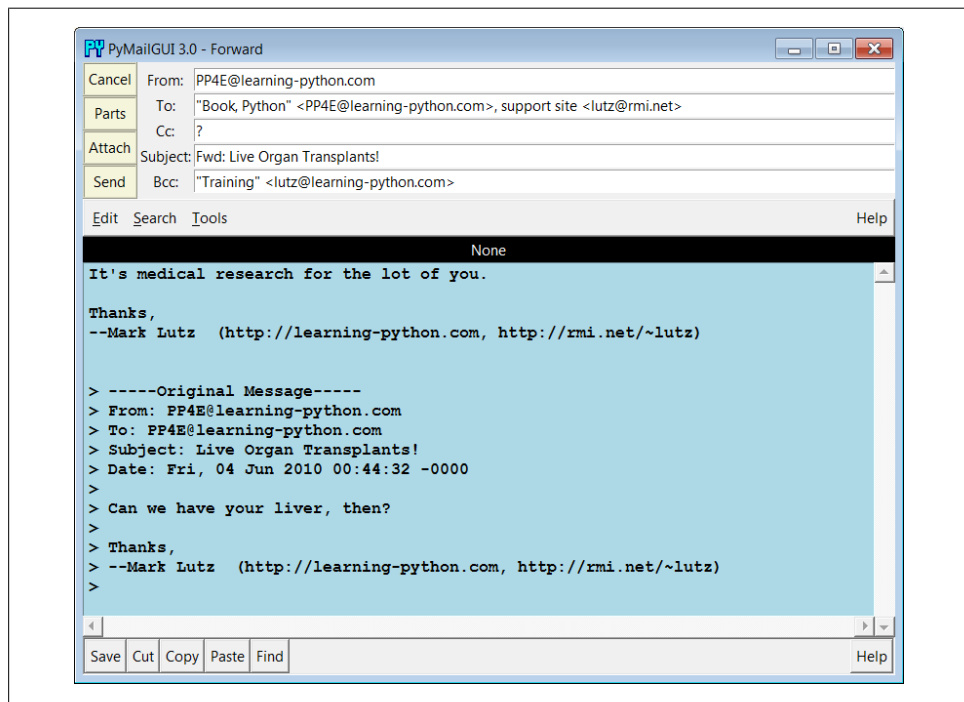 PY PyMailGUI 3.0 - Forward
Cancel From: PP4E@learning-python.com
Parts To: "Book, Python" <PP4E@learning-python.com>, support site <lutz@rmi.net>
Cc: ?
Attach Subject: Fwd: Live Organ Transplants!
Send Bcc: "Training" <lutz@learning-python.com>
Edit Search Tools Help
None
It's medical research for the lot of you.
Thanks,
--Mark Lutz (http://learning-python.com, http://rmi.net/~lutz)
> -----Original Message-----
> From: PP4E@learning-python.com
> To: PP4E@learning-python.com
> Subject: Live Organ Transplants!
> Date: Fri, 04 Jun 2010 00:44:32 -0000
>
> Can we have your liver, then?
>
> Thanks,
> --Mark Lutz (http://learning-python.com, http://rmi.net/~lutz)
>
Save Cut Copy Paste Find Help